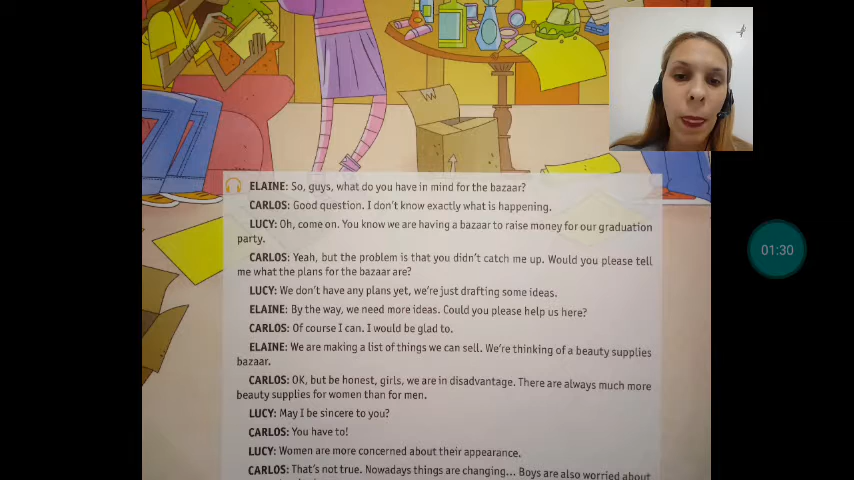 ELAINE: So, guys, what do you have in mind for the bazaar?
CARLOS: Good question. I don't know exactly what is happening.
LUCY: Oh, come on. You know we are having a bazaar to raise money for our graduation
party.
CARLOS: Yeah, but the problem is that you didn't catch me up. Would you please tell
me what the plans for the bazaar are?
LUCY: We don't have any plans yet, we're just drafting some ideas.
ELAINE: By the way, we need more ideas. Could you please help us here?
CARLOS: Of course I can. I would be glad to.
ELAINE: We are making a list of things we can sell. We're thinking of a beauty supplies
bazaar.
CARLOS: OK, but be honest, girls, we are in disadvantage. There are always much more
beauty supplies for women than for men.
LUCY: May I be sincere to you?
CARLOS: You have to!
LUCY: Women are more concerned about their appearance.
CARLOS: That's not true. Nowadays things are changing... Boys are also worried about
01:30